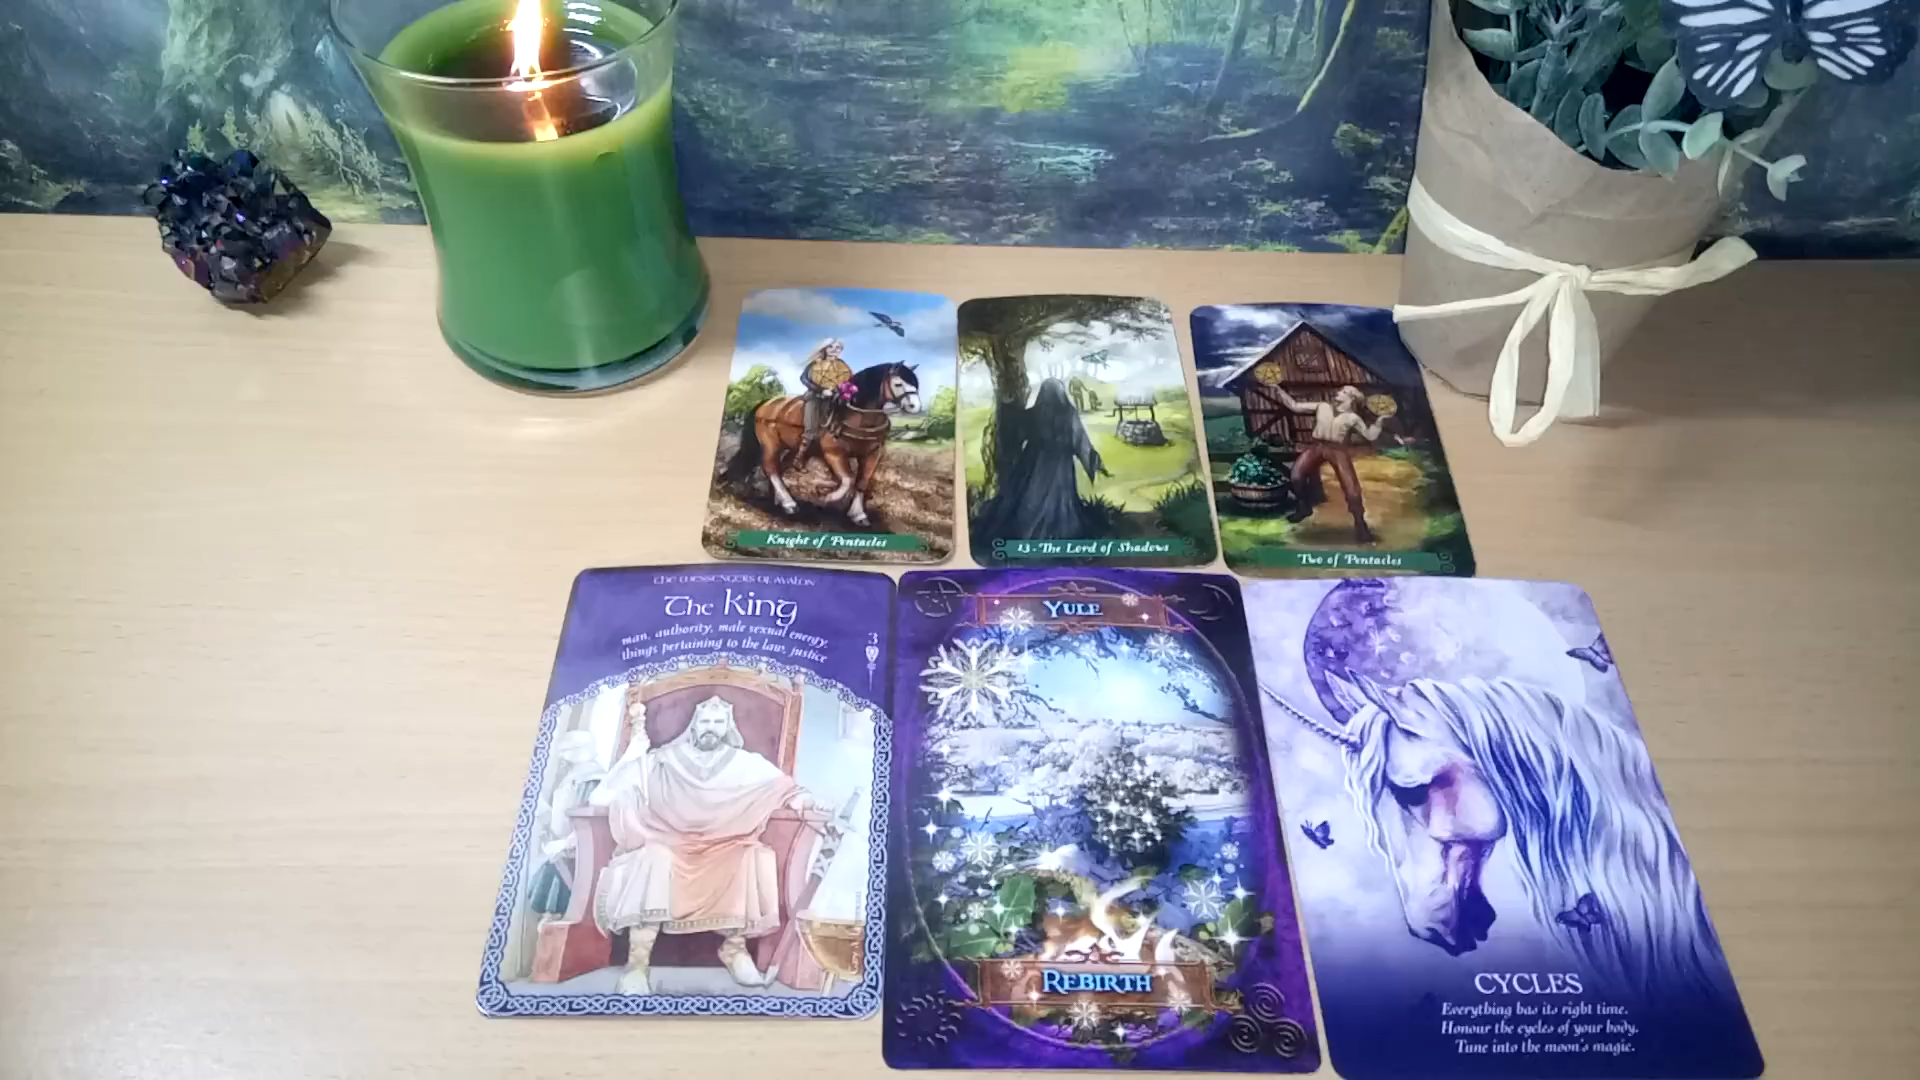 Knight of Pentacles
13 - The Lord of Shadows
Two of Pentacles
THE MESSENGERS OF AVALON
The King
man, authority, male sexual energy,
things pertaining to the law, justice
3
YULE
REBIRTH
CYCLES
Everything has its right time.
Honour the cycles of your body.
Tune into the moon's magic.